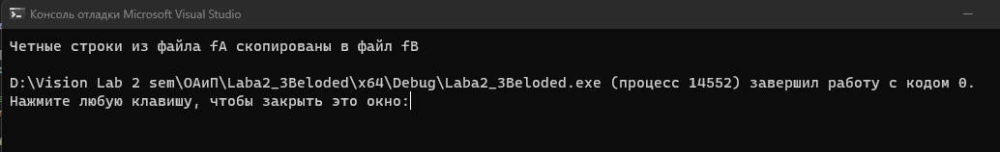 Консоль отладки Microsoft Visual Studio
Четные строки из файла fA скопированы в файл fB
D:\Vision Lab 2 sem\ОАиП\Laba2_3Beloded\x64\Debug\Laba2_3Beloded.exe (процесс 14552) завершил работу с кодом 0.
Нажмите любую клавишу, чтобы закрыть это окно: